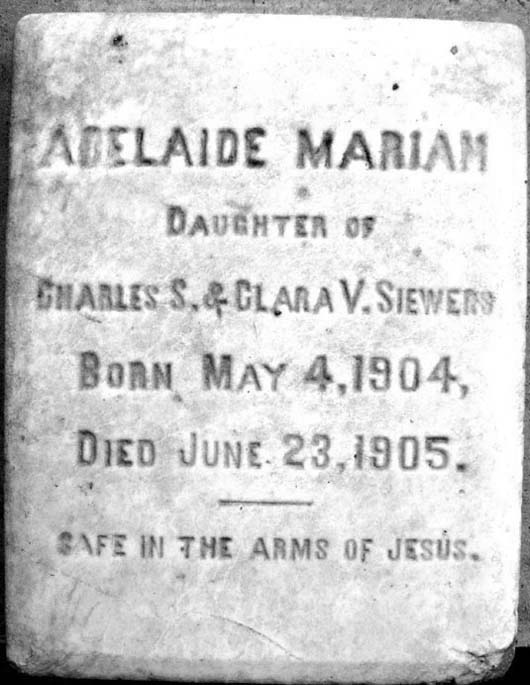 ADELAIDE MARIAM
DAUGHTER OF
CHARLES S. & CLARA V. SIEWERS
BORN MAY 4, 1904,
DIED JUNE 23, 1905.
SAFE IN THE ARMS OF JESUS.